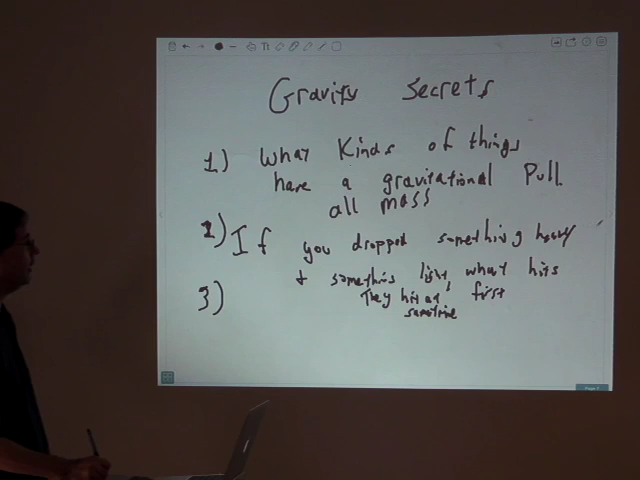 Tt
Gravity Secrets
1) What Kinds of things
have a gravitational Pull
all mass
2) If you dropped something heavy
+ something light, what hits
They hit at first
sametime
3)